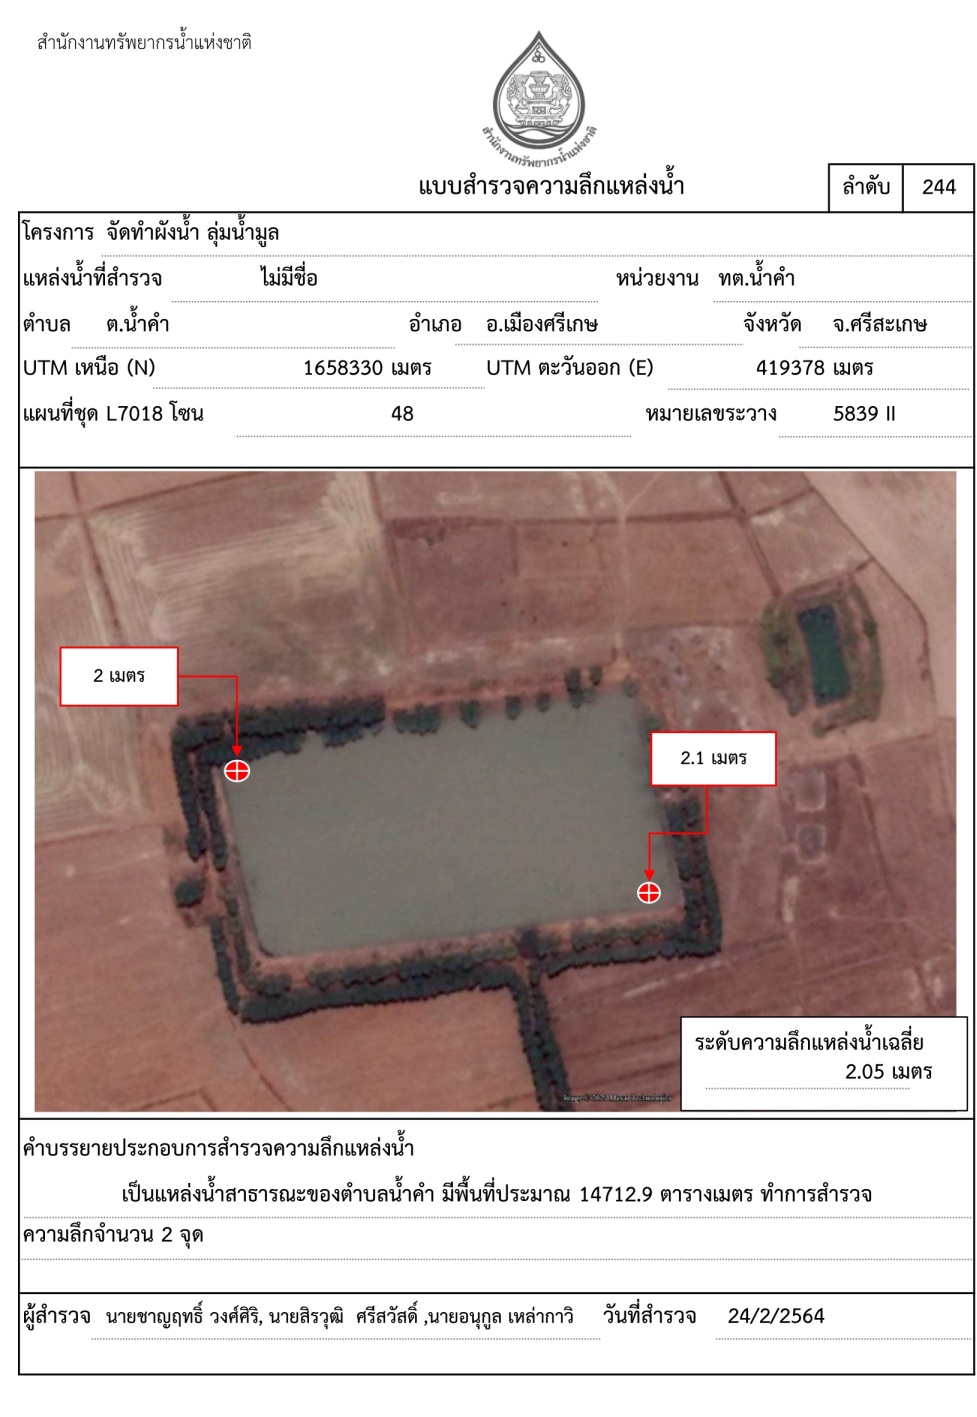 สำนักงานทรัพยากรน้ำแห่งชาติ
สำนักงานทรัพยากรน้ำแห่งชาติ
แบบสำรวจความลึกแหล่งน้ำ
ลำดับ 244
โครงการ จัดทำผังน้ำ ลุ่มน้ำมูล
แหล่งน้ำที่สำรวจ ไม่มีชื่อ หน่วยงาน ทต.น้ำคำ
ตำบล ต.น้ำคำ อำเภอ อ.เมืองศรีเกษ จังหวัด จ.ศรีสะเกษ
UTM เหนือ (N) 1658330 เมตร UTM ตะวันออก (E) 419378 เมตร
แผนที่ชุด L7018 โซน 48 หมายเลขระวาง 5839 II
2 เมตร
2.1 เมตร
ระดับความลึกแหล่งน้ำเฉลี่ย
2.05 เมตร
คำบรรยายประกอบการสำรวจความลึกแหล่งน้ำ
เป็นแหล่งน้ำสาธารณะของตำบลน้ำคำ มีพื้นที่ประมาณ 14712.9 ตารางเมตร ทำการสำรวจ
ความลึกจำนวน 2 จุด
ผู้สำรวจ นายชาญฤทธิ์ วงศ์ศิริ, นายสิรวุฒิ ศรีสวัสดิ์ ,นายอนุกูล เหล่ากาวิ วันที่สำรวจ 24/2/2564